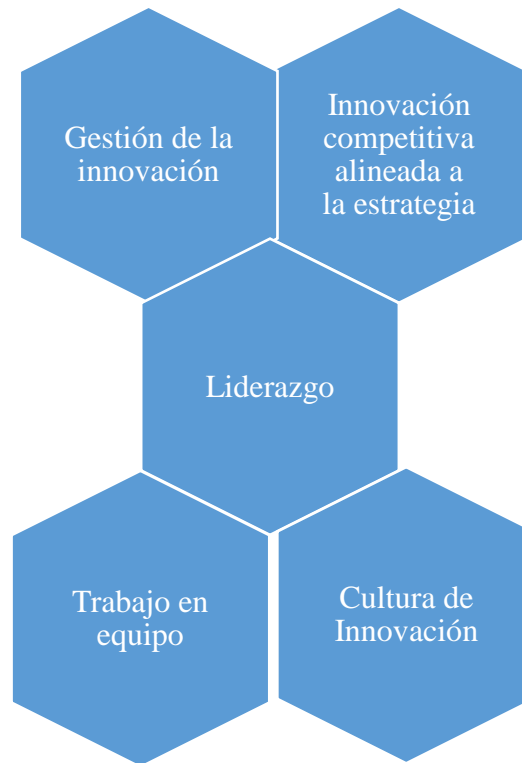 Gestión de la
innovación
Innovación
competitiva
alineada a
la estrategia
Liderazgo
Trabajo en
equipo
Cultura de
Innovación